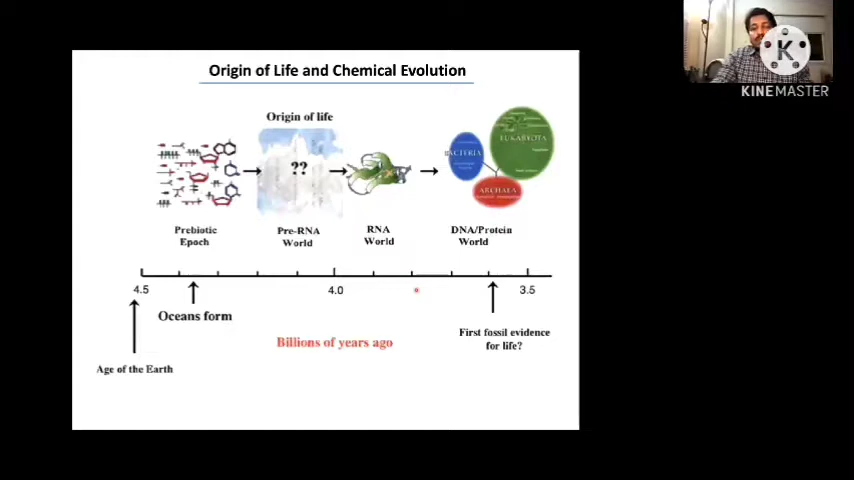 Origin of Life and Chemical Evolution
K
KINEMASTER
Origin of life
??
BACTERIA
EUKARYOTA
ARCHAEA
Prebiotic
Epoch
Pre-RNA
World
RNA
World
DNA/Protein
World
4.5
4.0
3.5
Oceans form
Billions of years ago
First fossil evidence
for life?
Age of the Earth